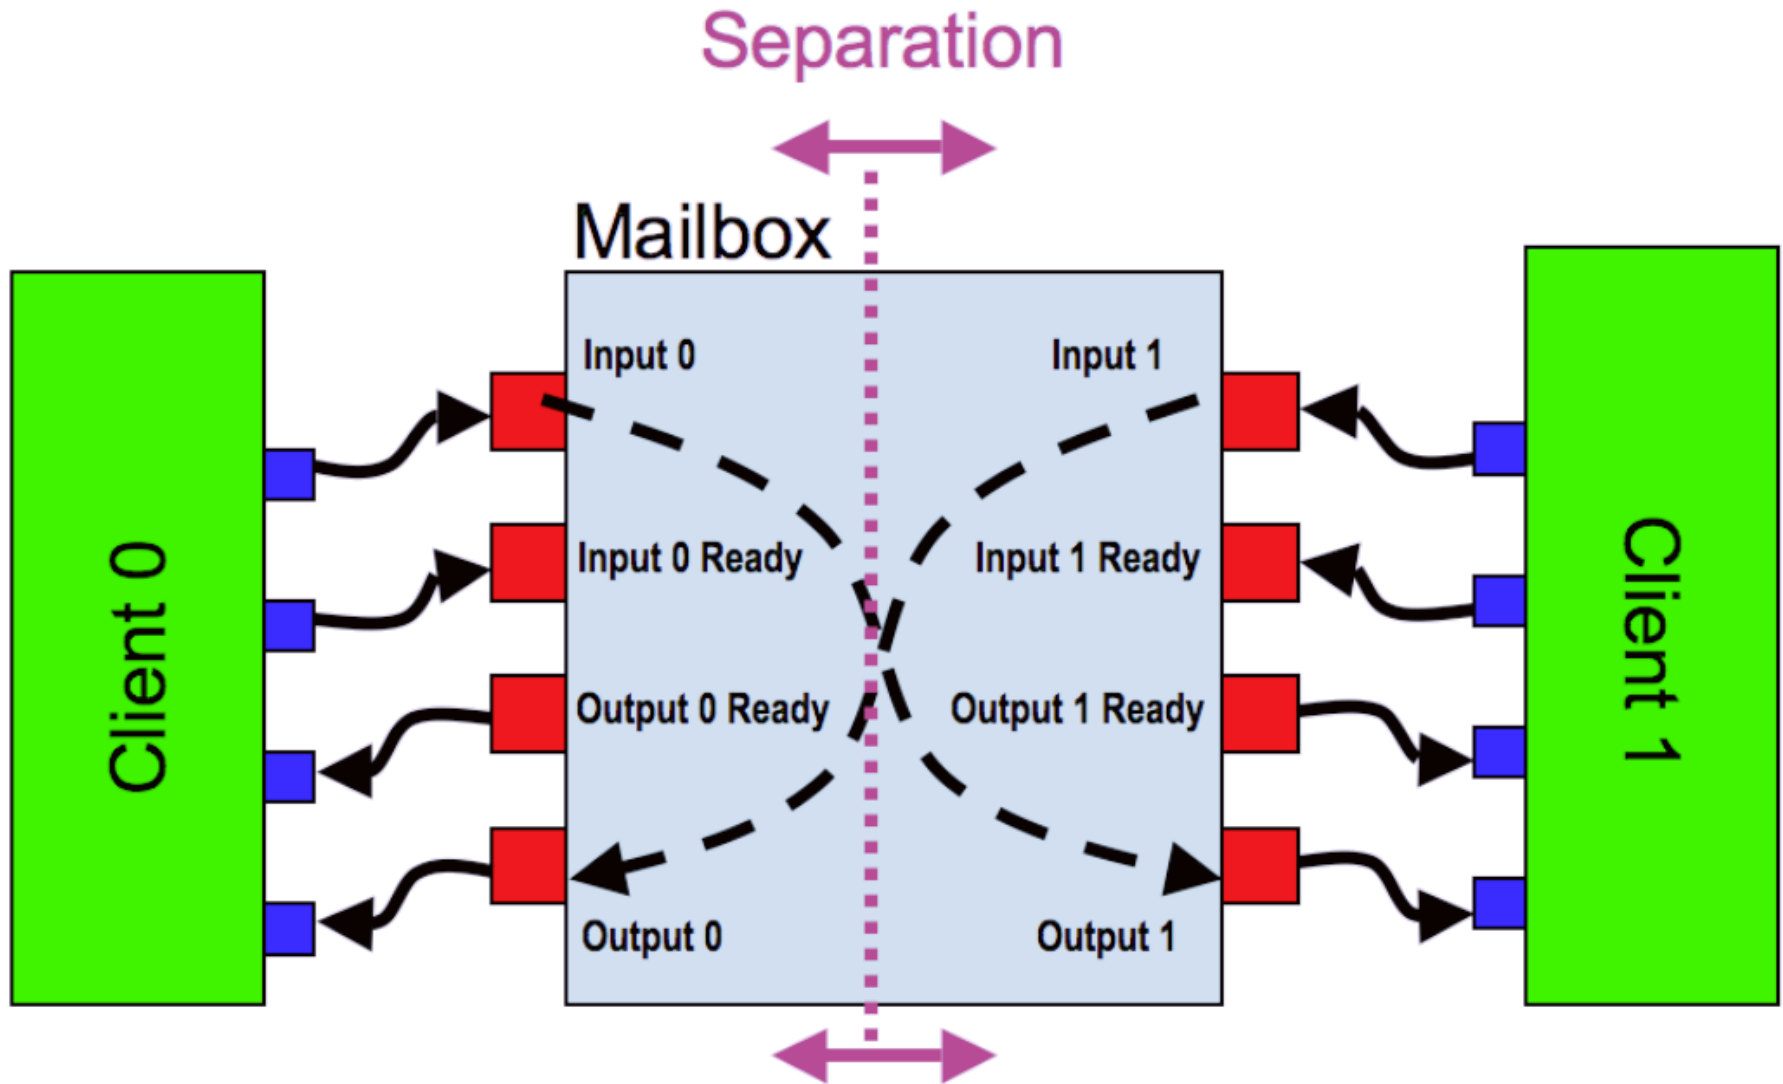 Separation
Mailbox
Client 0
Input 0
Input 1
Input 0 Ready
Input 1 Ready
Output 0 Ready
Output 1 Ready
Output 0
Output 1
Client 1